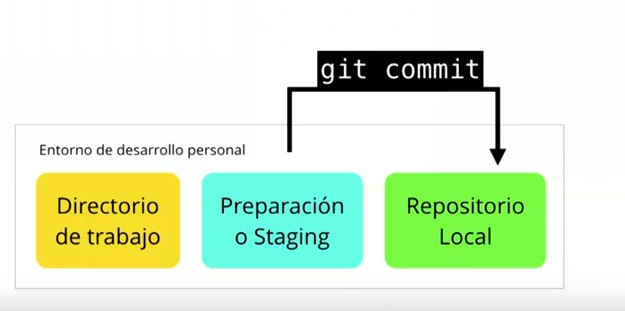 git commit
Entorno de desarrollo personal
Directorio
de trabajo
Preparación
o Staging
Repositorio
Local